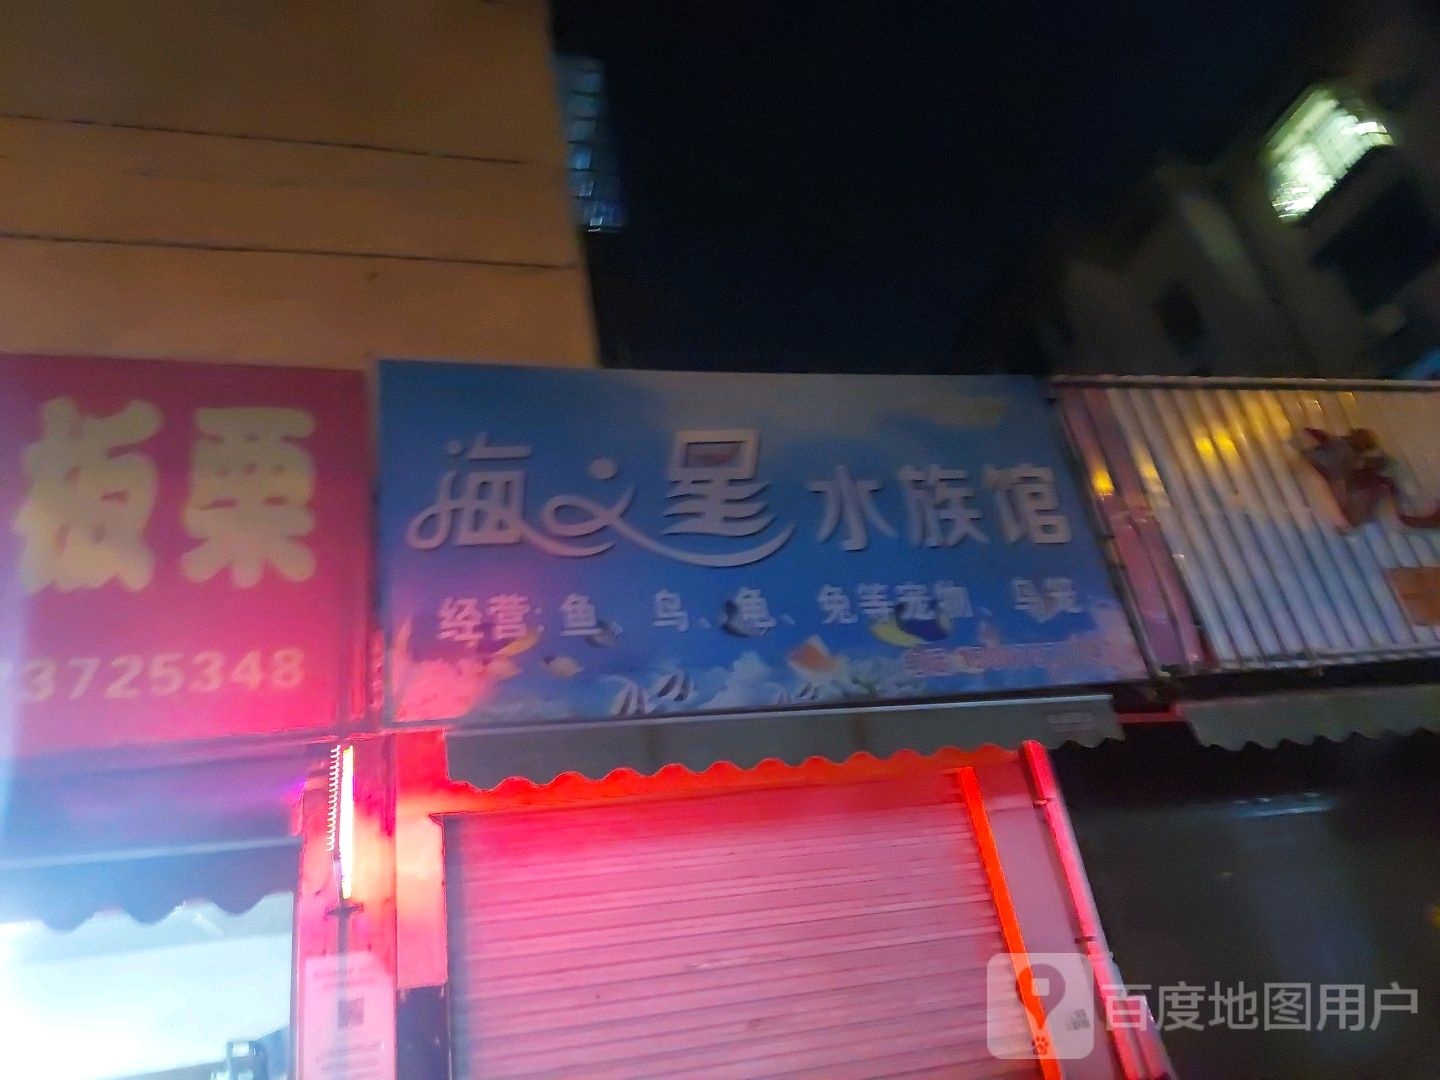 板栗
3725348
海之星水族馆
经营:鱼、鸟、龟、兔等宠物、鸟笼
百度地图用户